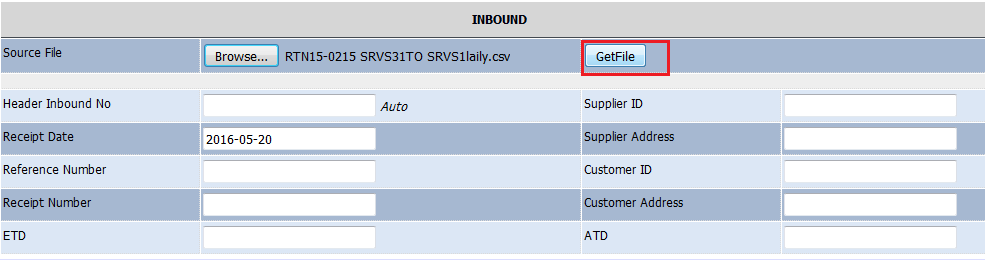 INBOUND
Source File Browse... RTN15-0215 SRVS31TO SRVS1laily.csv GetFile
Header Inbound No Auto Supplier ID
Receipt Date 2016-05-20 Supplier Address
Reference Number Customer ID
Receipt Number Customer Address
ETD ATD